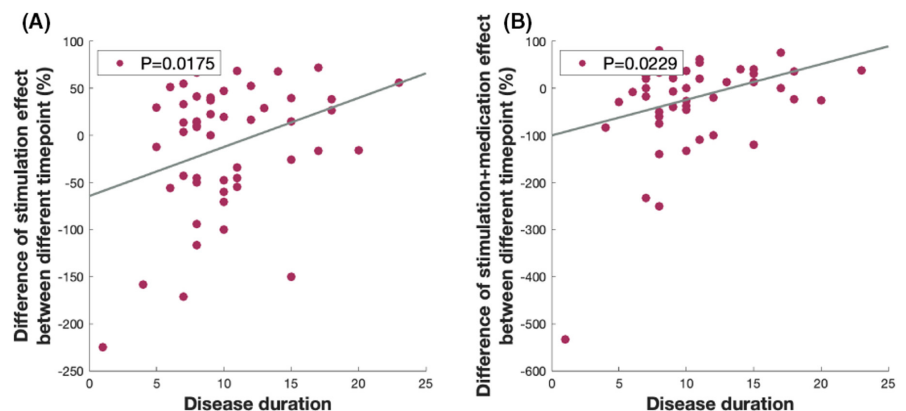 (A)
P=0.0175
Difference of stimulation effect
between different timepoint (%)
100
50
0
-50
-100
-150
-200
-250
0 5 10 15 20 25
Disease duration
(B)
P=0.0229
Difference of stimulation+medication effect
between different timepoint (%)
100
0
-100
-200
-300
-400
-500
-600
0 5 10 15 20 25
Disease duration